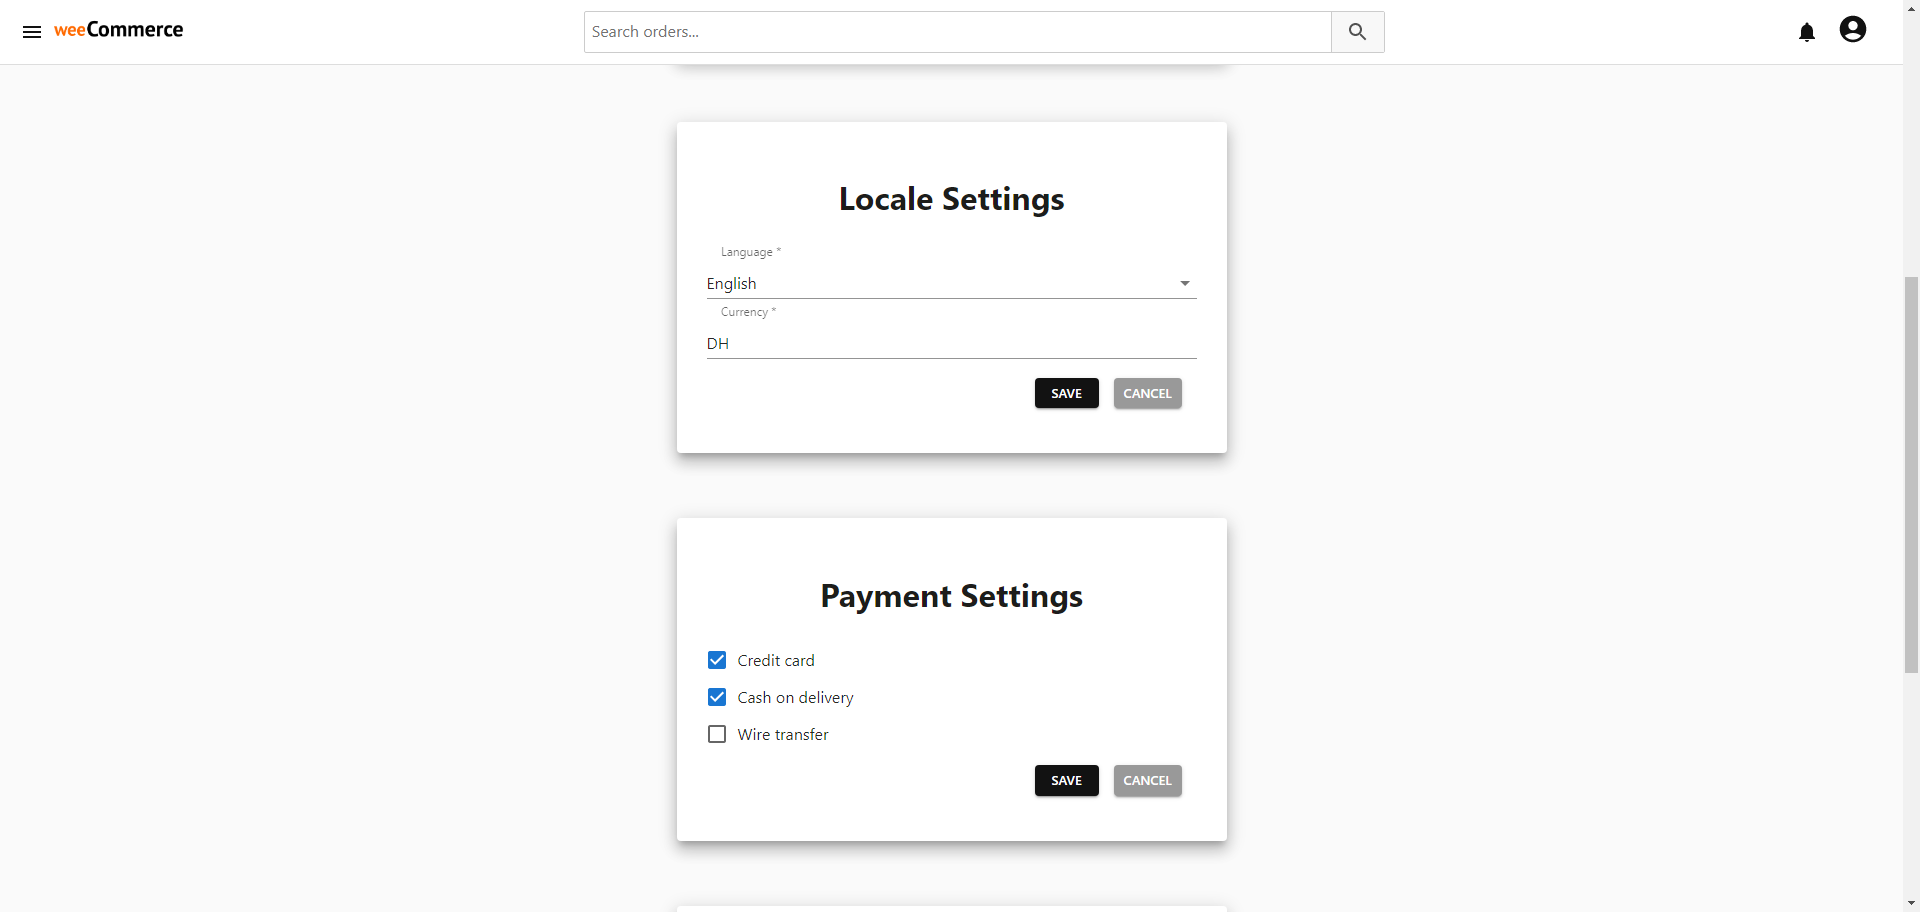 weeCommerce
Search orders...
Locale Settings
Language *
English
Currency *
DH
SAVE CANCEL
Payment Settings
Credit card
Cash on delivery
Wire transfer
SAVE CANCEL